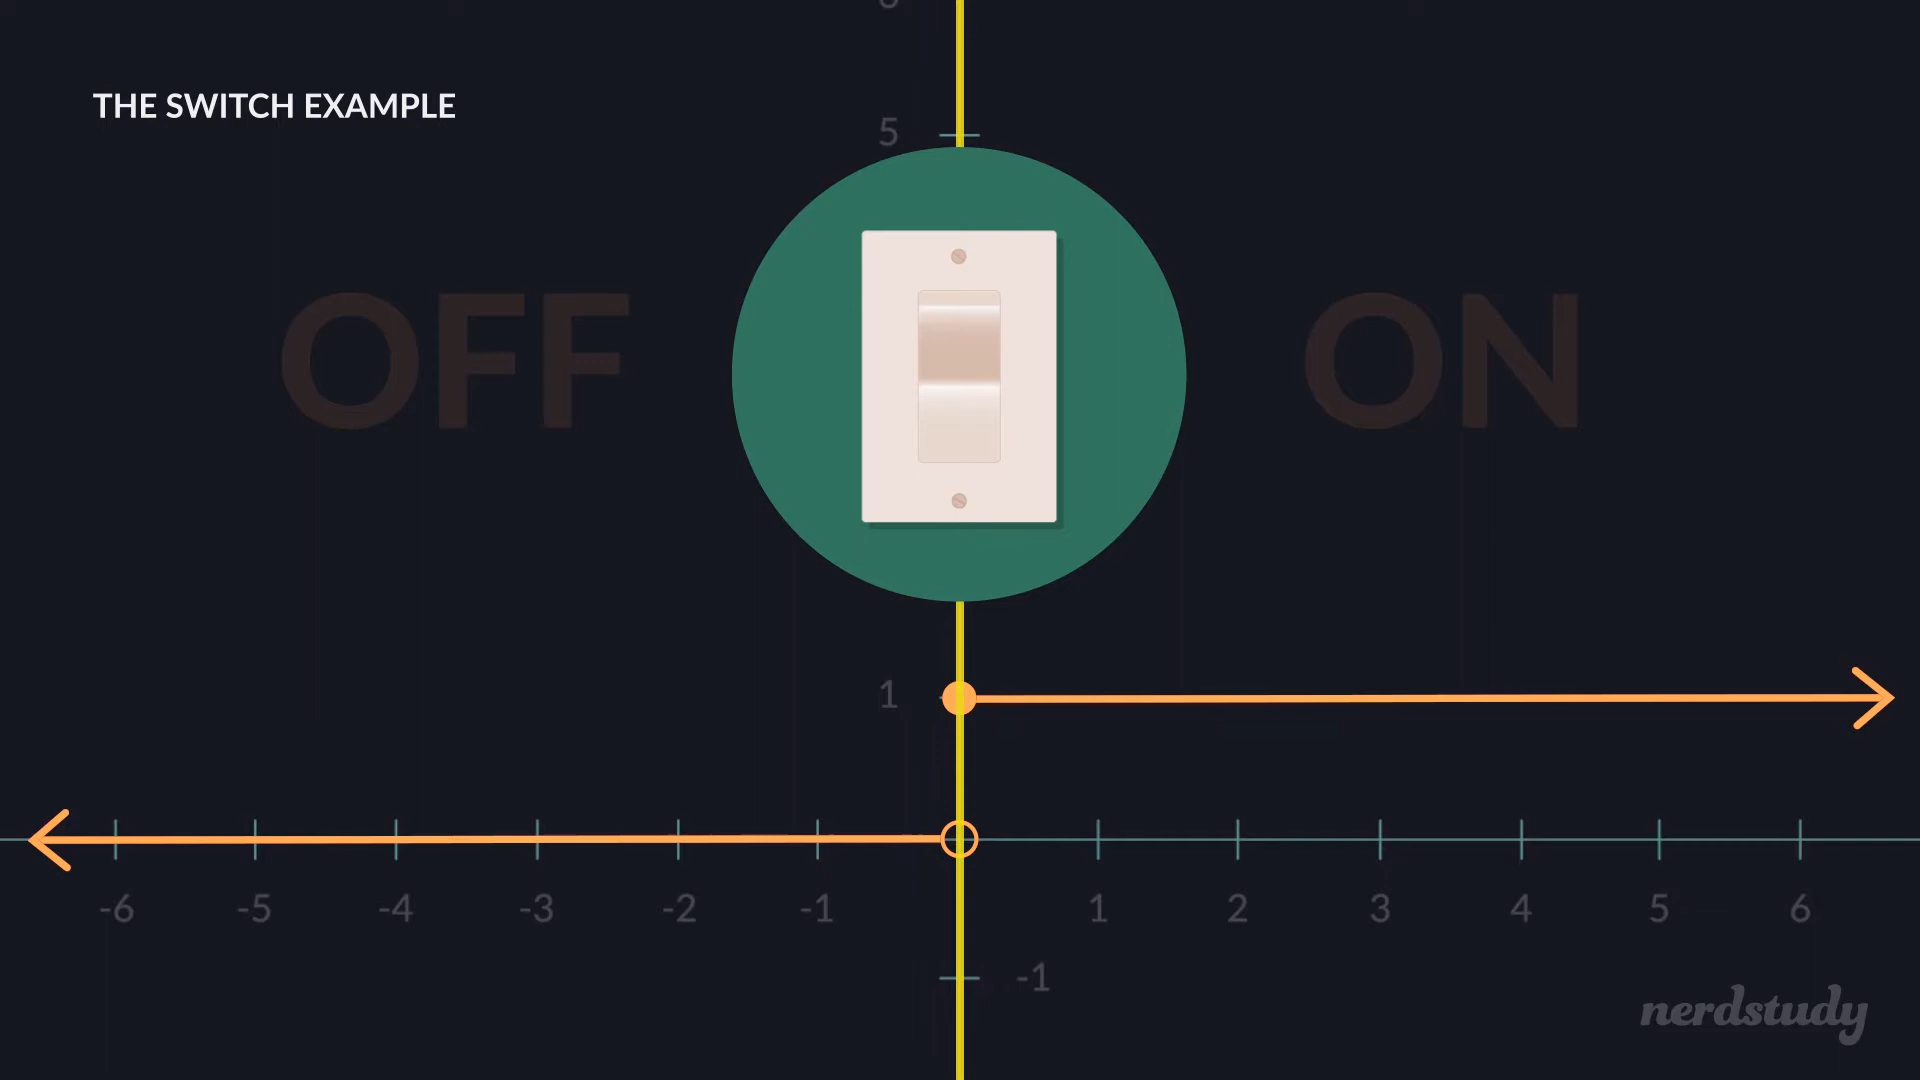 THE SWITCH EXAMPLE
5
OFF ON
1
-6 -5 -4 -3 -2 -1 1 2 3 4 5 6
-1
nerdstudy